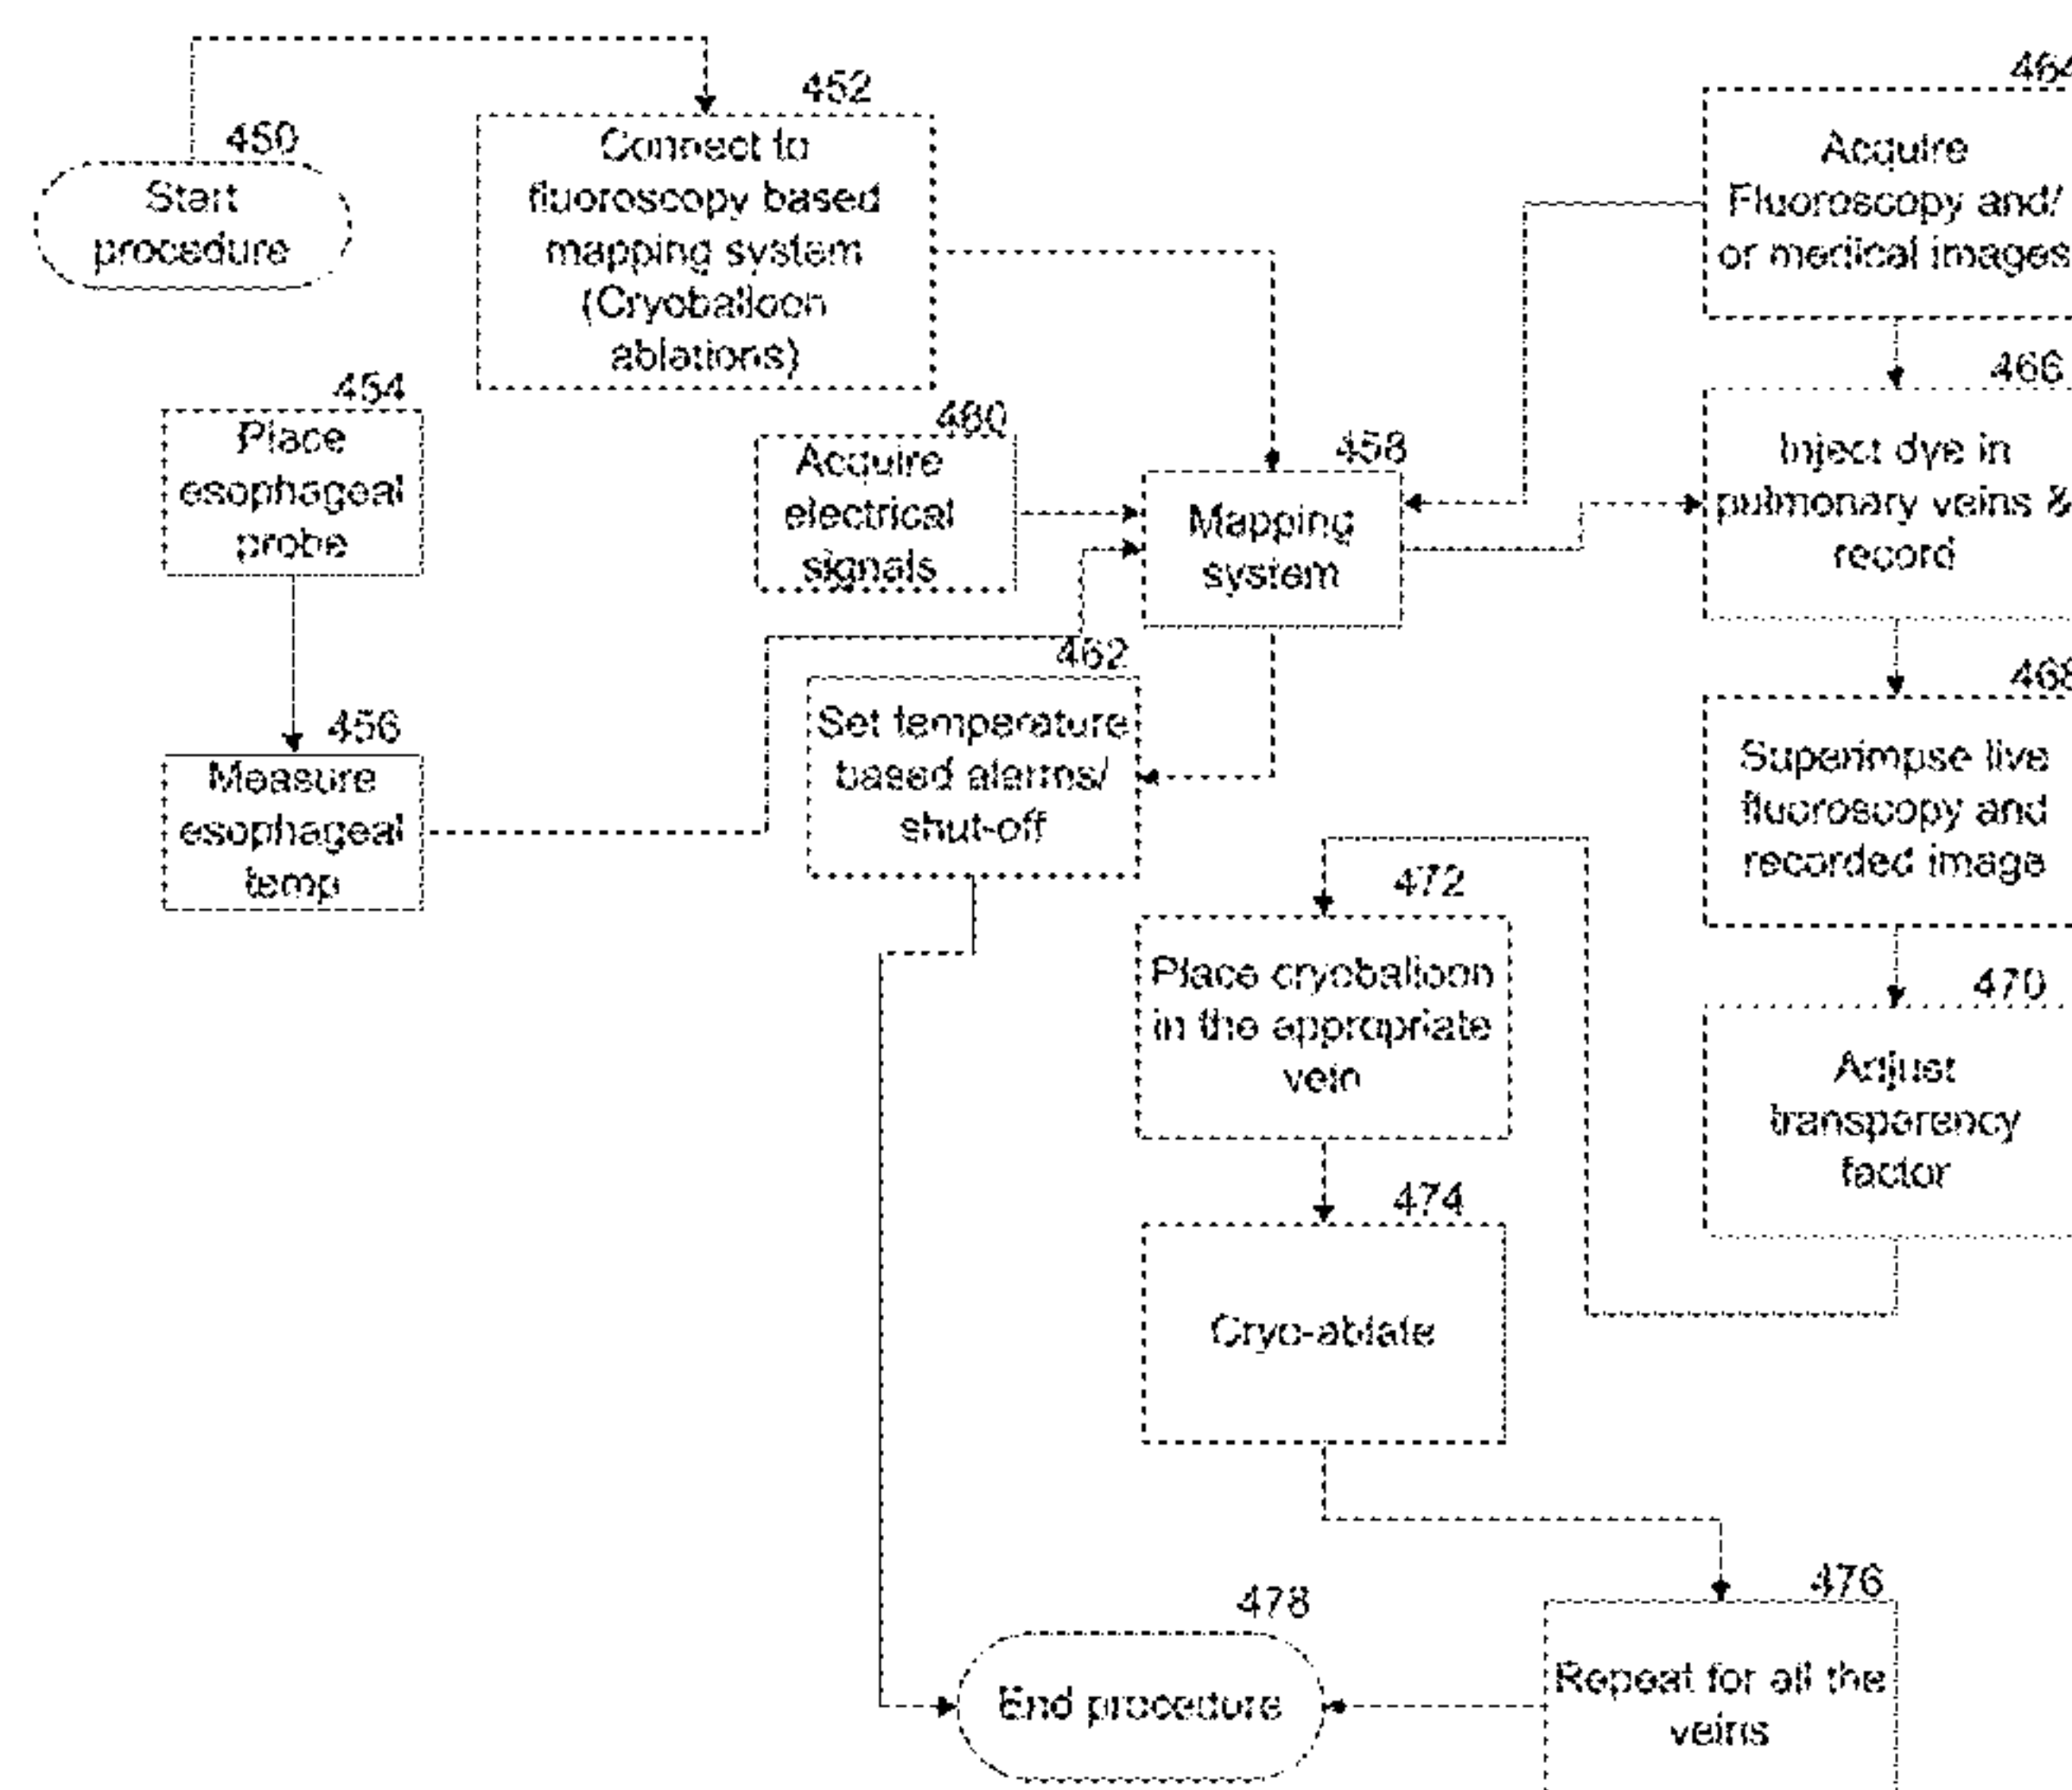 450
Start
procedure
452
Connect to
fluoroscopy based
mapping system
(Cryoballoon
ablations)
454
Place
esophageal
probe
456
Measure
esophageal
temp
460
Acquire
electrical
signals
458
Mapping
system
462
Set temperature
based alarms/
shut-off
464
Acquire
Fluoroscopy and/
or medical images
466
Inject dye in
pulmonary veins &
record
468
Superimpse live
fluoroscopy and
recorded image
470
Adjust
transparency
factor
472
Place cryoballoon
in the appropriate
vein
474
Cryo-ablate
476
Repeat for all the
veins
478
End procedure